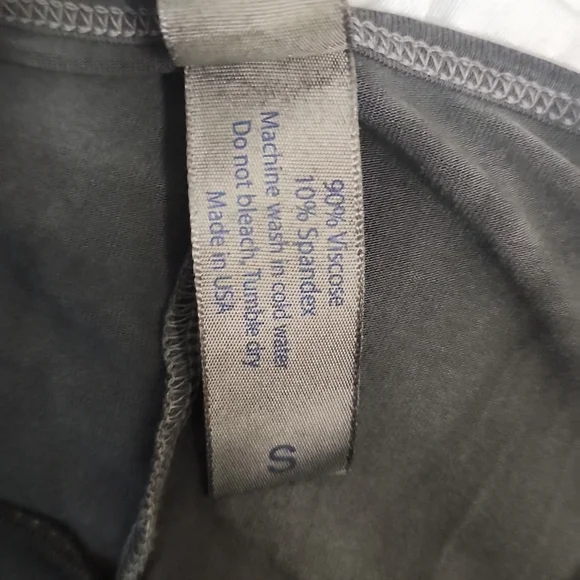 90% Viscose
10% Spandex
Machine wash in cold water
Do not bleach, Tumble dry
Made in USA
S